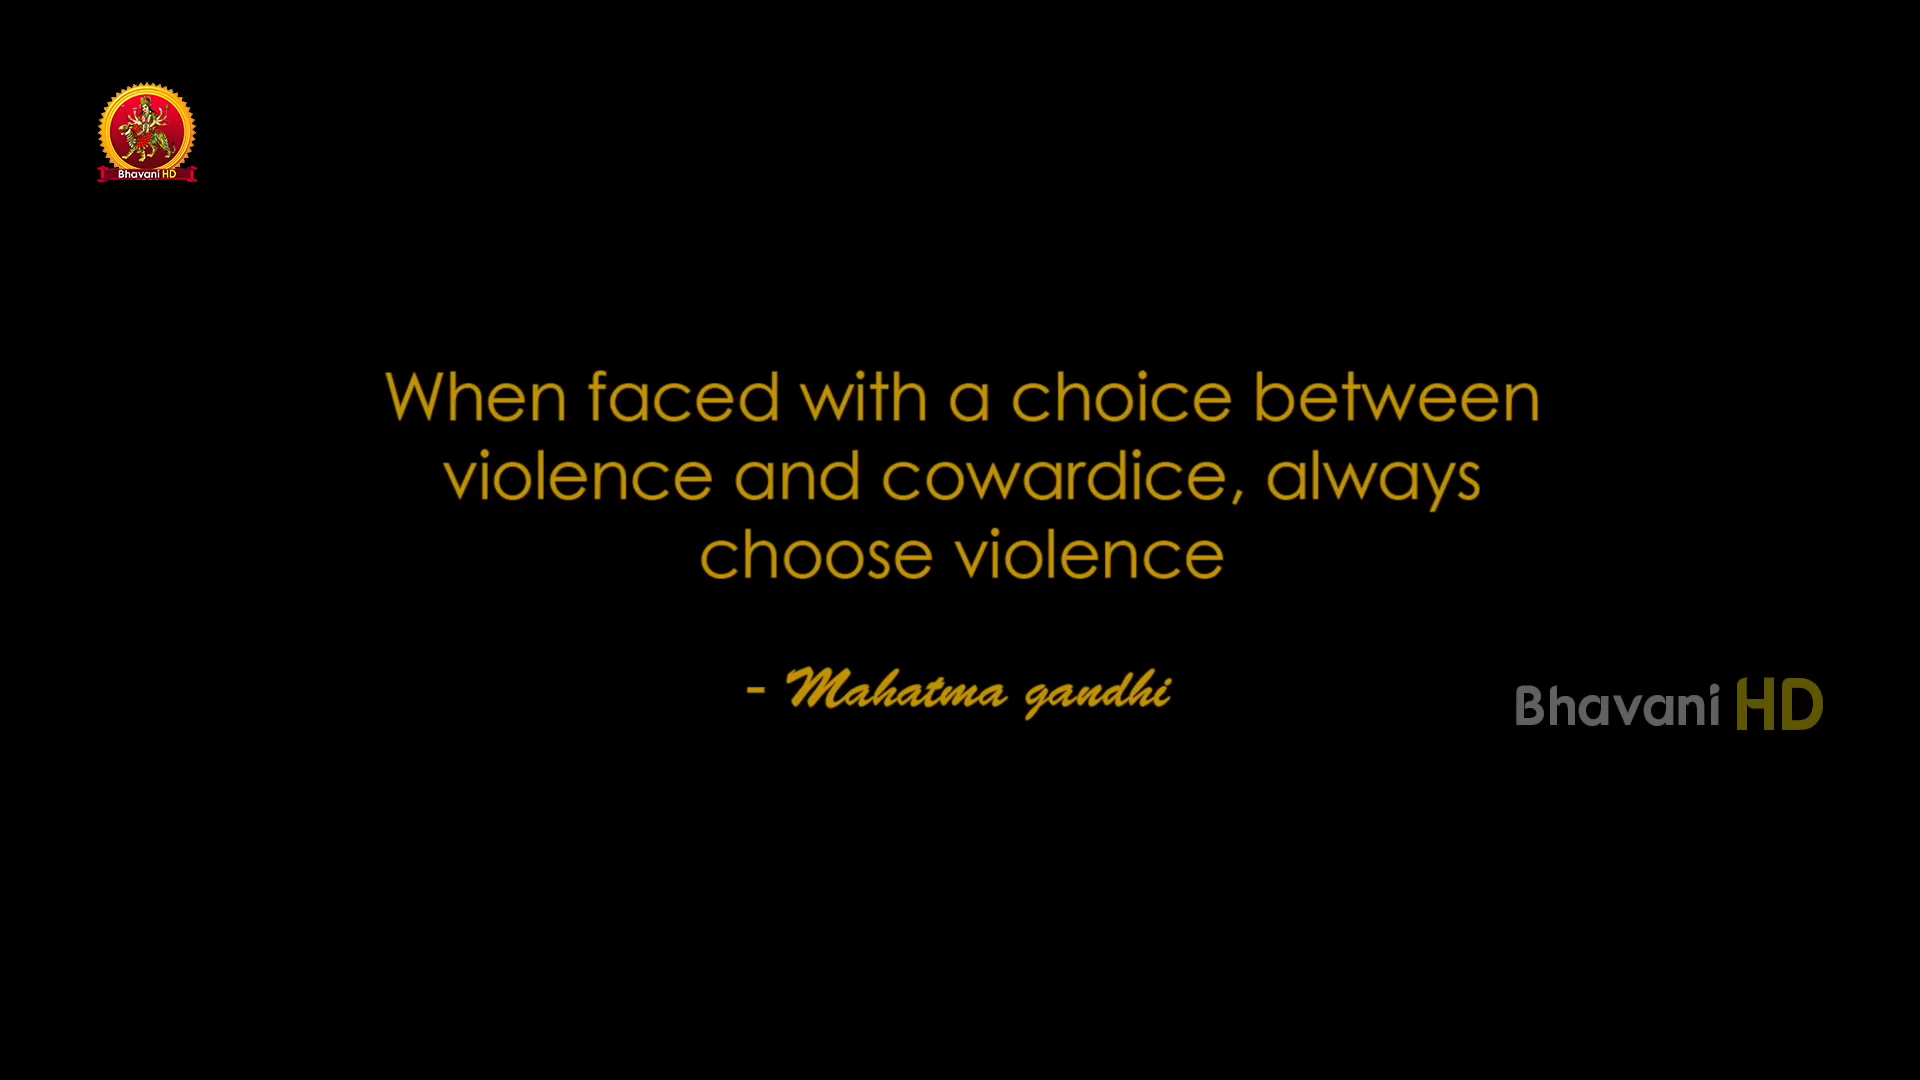 Bhavani HD
When faced with a choice between
violence and cowardice, always
choose violence
- Mahatma gandhi
Bhavani HD